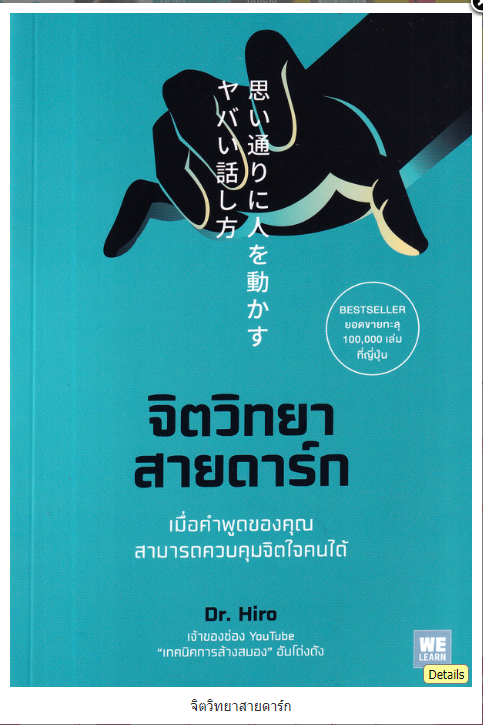 思い通りに人を動かす
ヤバい話し方
BESTSELLER
ยอดขายทะลุ
100,000 เล่ม
ที่ญี่ปุ่น
จิตวิทยา
สายดาร์ก
เมื่อคำพูดของคุณ
สามารถควบคุมจิตใจคนได้
Dr. Hiro
เจ้าของช่อง YouTube
“เทคนิคการล้างสมอง” อันโด่งดัง
WE
LEARN
Details
จิตวิทยาสายดาร์ก